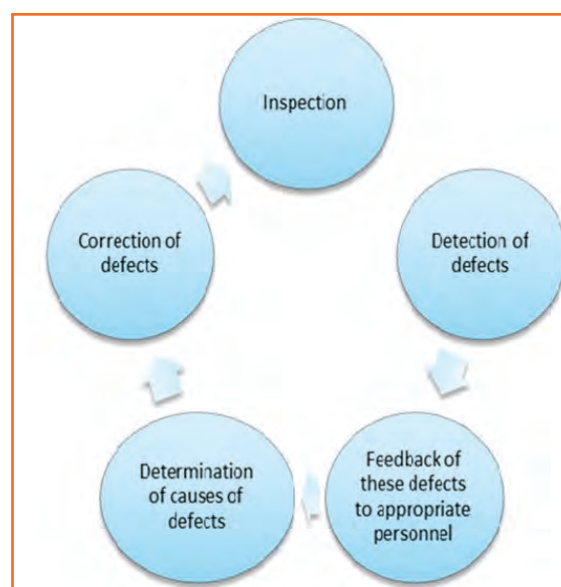 Inspection
Detection of
defects
Feedback of
these defects
to appropriate
personnel
Determination
of causes of
defects
Correction of
defects